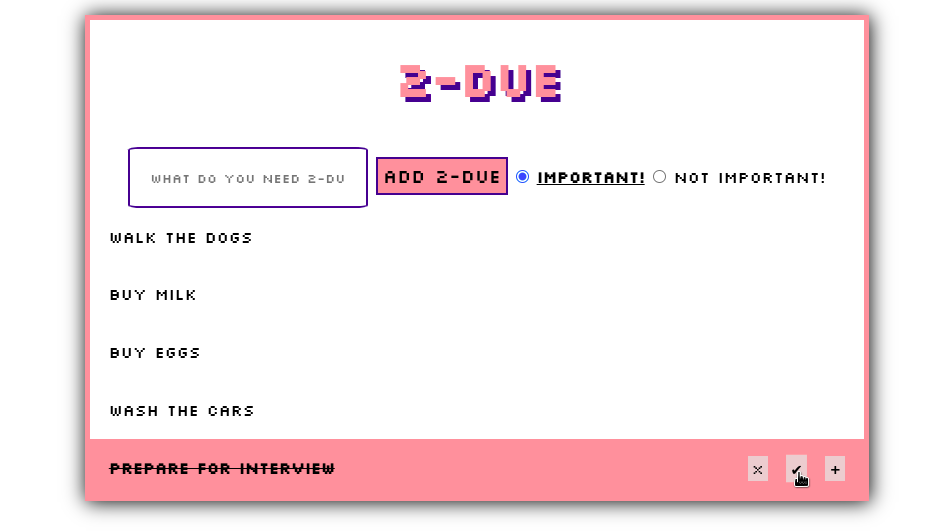 2-DUE
WHAT DO YOU NEED 2-DU
ADD 2-DUE
IMPORTANT!
NOT IMPORTANT!
WALK THE DOGS
BUY MILK
BUY EGGS
WASH THE CARS
PREPARE FOR INTERVIEW
× ✔ +